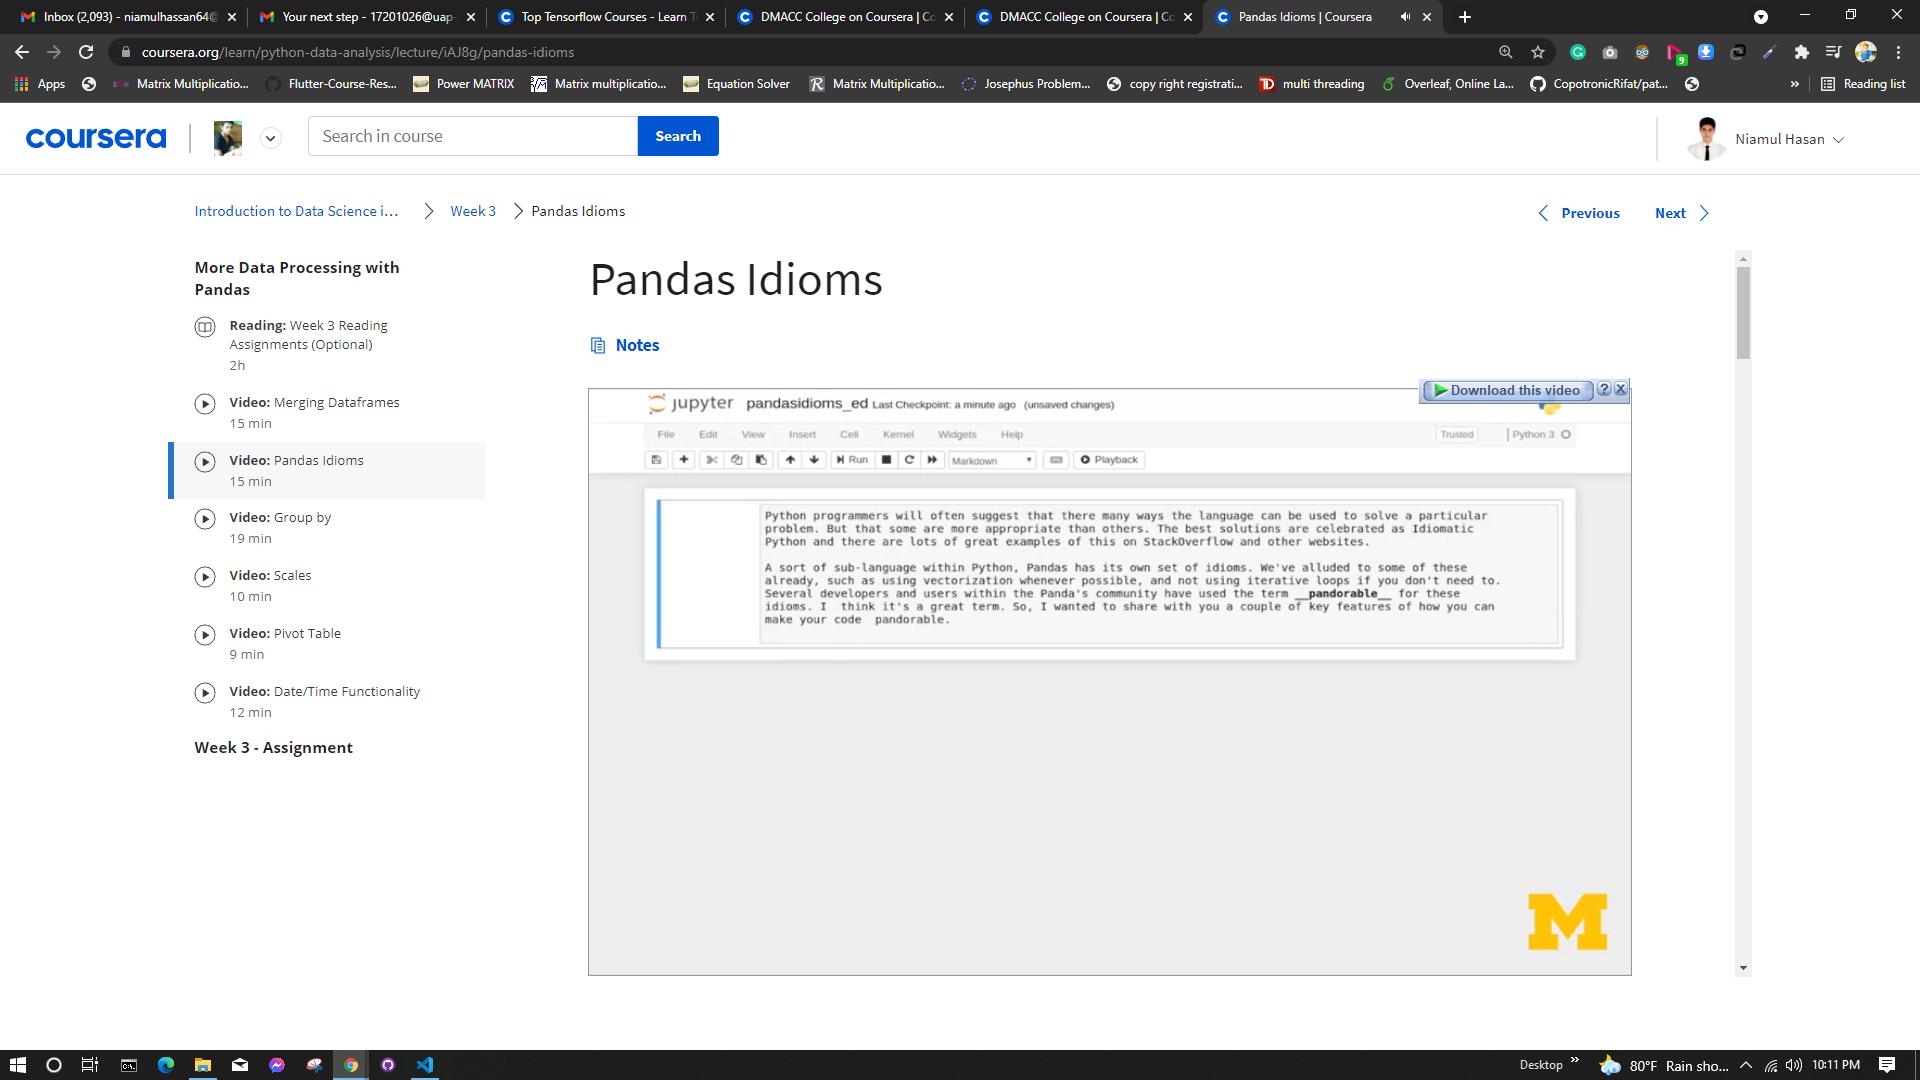 Inbox (2,093) - niamulhassan64@
Your next step - 17201026@uap-
Top Tensorflow Courses - Learn T
DMACC College on Coursera | Co
DMACC College on Coursera | Co
Pandas Idioms | Coursera
coursera.org/learn/python-data-analysis/lecture/iAJ8g/pandas-idioms
9
Apps
Matrix Multiplicatio...
Flutter-Course-Res...
Power MATRIX
Matrix multiplicatio...
Equation Solver
Matrix Multiplicatio...
Josephus Problem...
copy right registrati...
multi threading
Overleaf, Online La...
CopotronicRifat/pat...
»
Reading list
coursera
Search in course
Search
Niamul Hasan
Introduction to Data Science i...
Week 3
Pandas Idioms
Previous
Next
More Data Processing with
Pandas
Reading: Week 3 Reading
Assignments (Optional)
2h
Video: Merging Dataframes
15 min
Video: Pandas Idioms
15 min
Video: Group by
19 min
Video: Scales
10 min
Video: Pivot Table
9 min
Video: Date/Time Functionality
12 min
Week 3 - Assignment
Pandas Idioms
Notes
Download this video
? X
jupyter pandasidioms_ed Last Checkpoint: a minute ago (unsaved changes)
File Edit View Insert Cell Kernel Widgets Help
Trusted | Python 3 O
Run
Markdown
Playback
Python programmers will often suggest that there many ways the language can be used to solve a particular
problem. But that some are more appropriate than others. The best solutions are celebrated as Idiomatic
Python and there are lots of great examples of this on StackOverflow and other websites.
A sort of sub-language within Python, Pandas has its own set of idioms. We've alluded to some of these
already, such as using vectorization whenever possible, and not using iterative loops if you don't need to.
Several developers and users within the Panda's community have used the term __pandorable__ for these
idioms. I think it's a great term. So, I wanted to share with you a couple of key features of how you can
make your code pandorable.
M
Desktop »
80°F Rain sho...
10:11 PM